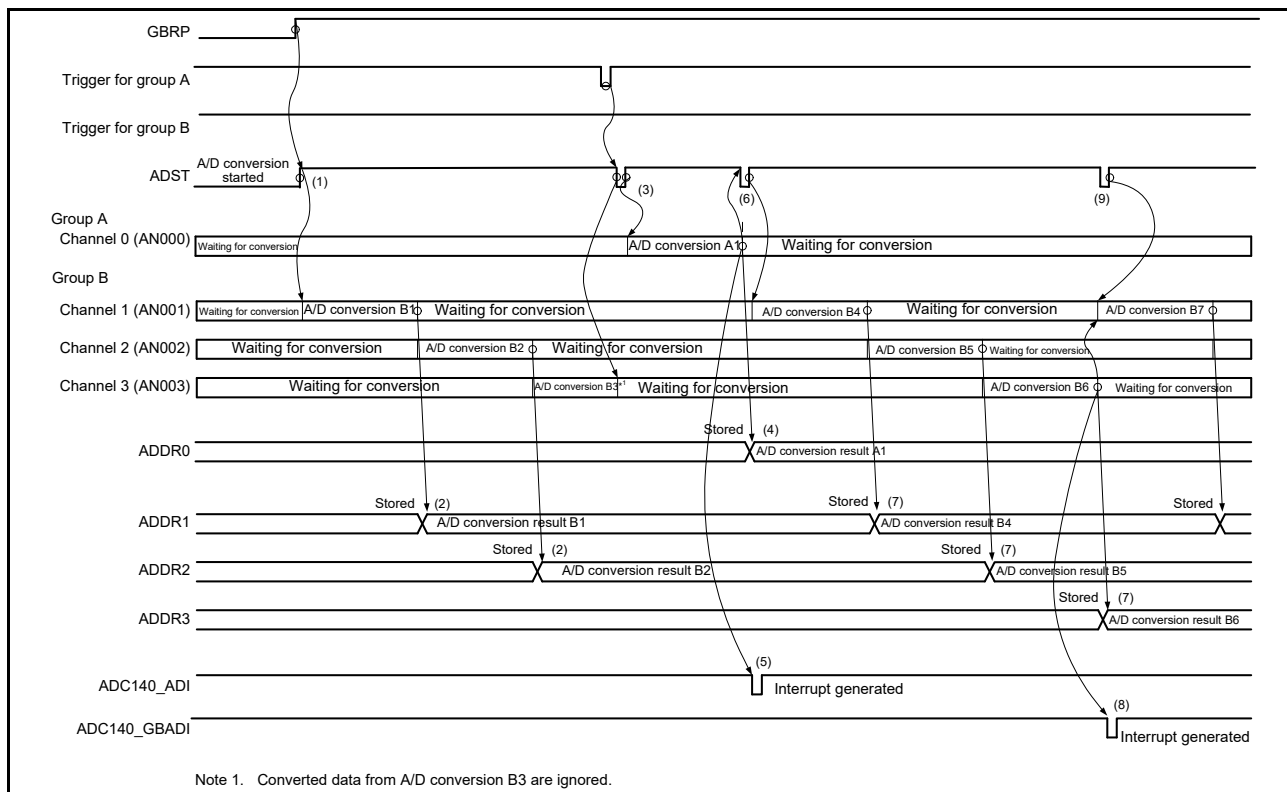 GBRP
Trigger for group A
Trigger for group B
A/D conversion started
ADST
(1)
(3)
(6)
(9)
Group A
Channel 0 (AN000)
Waiting for conversion
A/D conversion A1
Waiting for conversion
Group B
Channel 1 (AN001)
Waiting for conversion
A/D conversion B1
Waiting for conversion
A/D conversion B4
Waiting for conversion
A/D conversion B7
Channel 2 (AN002)
Waiting for conversion
A/D conversion B2
Waiting for conversion
A/D conversion B5
Waiting for conversion
Channel 3 (AN003)
Waiting for conversion
A/D conversion B3*1
Waiting for conversion
A/D conversion B6
Waiting for conversion
Stored (4)
ADDR0
A/D conversion result A1
Stored (2)
Stored (7)
Stored
ADDR1
A/D conversion result B1
A/D conversion result B4
Stored (2)
Stored (7)
ADDR2
A/D conversion result B2
A/D conversion result B5
Stored (7)
ADDR3
A/D conversion result B6
(5)
ADC140_ADI
Interrupt generated
(8)
ADC140_GBADI
Interrupt generated
Note 1. Converted data from A/D conversion B3 are ignored.